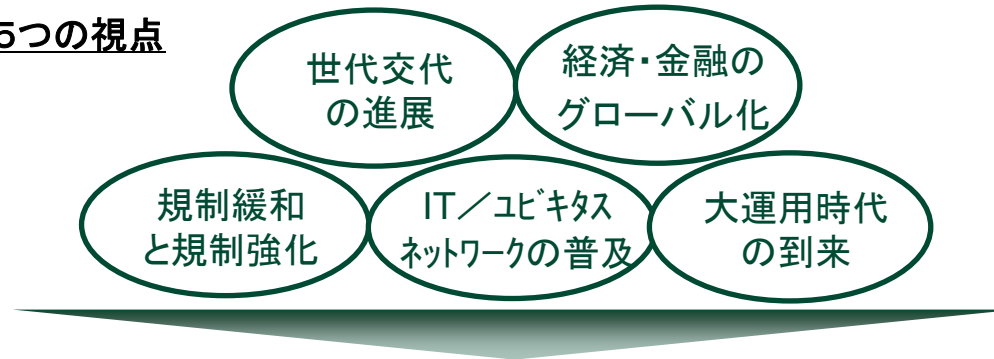 5つの視点
世代交代
の進展
経済・金融の
グローバル化
規制緩和
と規制強化
IT／ﾕﾋﾞｷﾀｽ
ﾈｯﾄﾜｰｸの普及
大運用時代
の到来